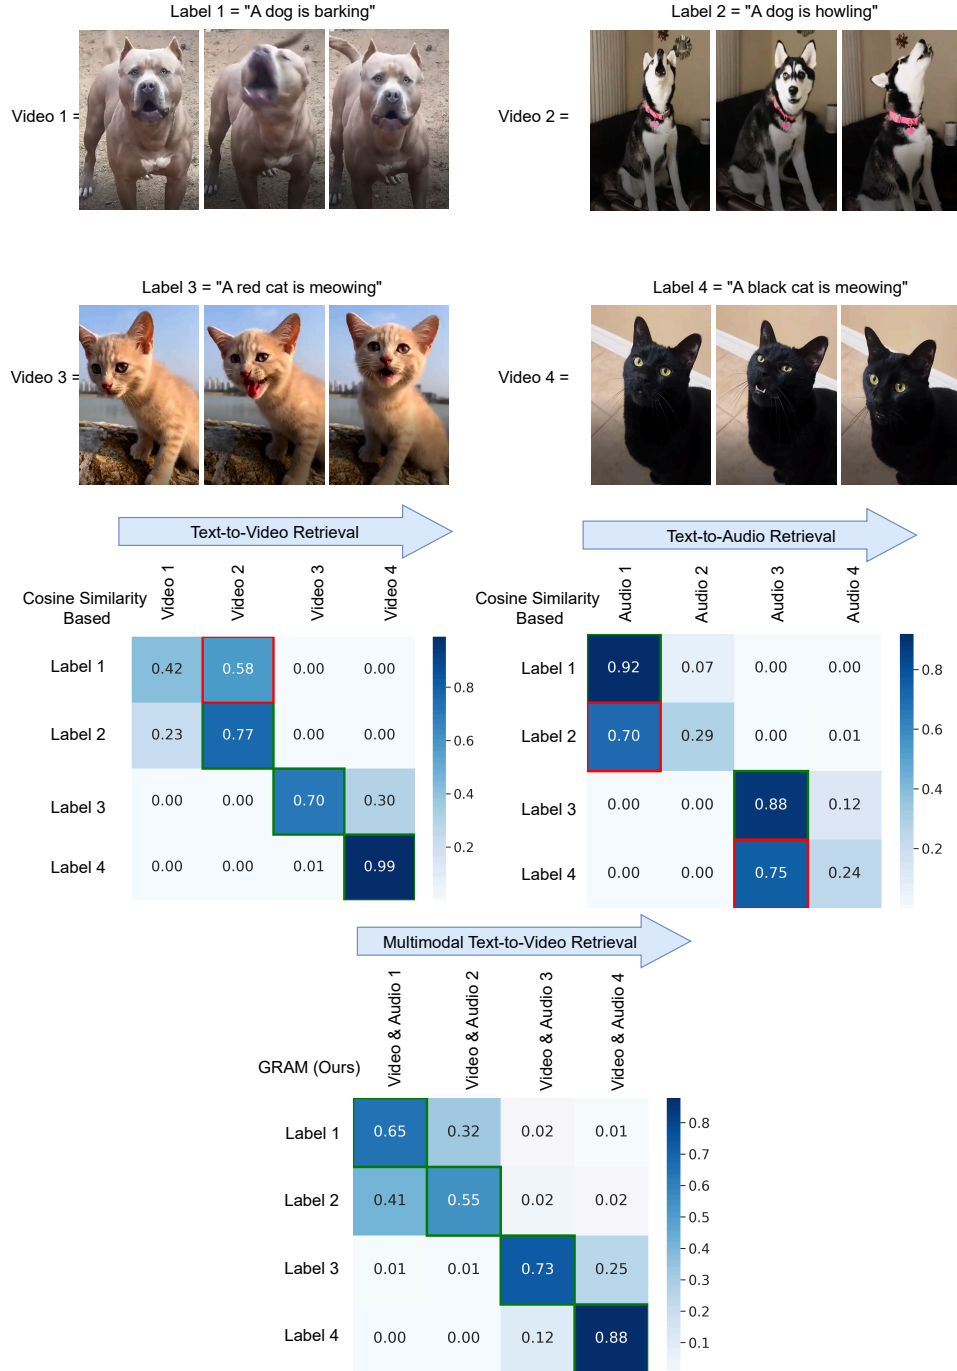 Label 1 = "A dog is barking"
Label 2 = "A dog is howling"
Video 1 =
Video 2 =
Label 3 = "A red cat is meowing"
Label 4 = "A black cat is meowing"
Video 3 =
Video 4 =
Text-to-Video Retrieval
Cosine Similarity
Based
Video 1
Video 2
Video 3
Video 4
Label 1 0.42 0.58 0.00 0.00
Label 2 0.23 0.77 0.00 0.00
Label 3 0.00 0.00 0.70 0.30
Label 4 0.00 0.00 0.01 0.99
0.8
0.6
0.4
0.2
Text-to-Audio Retrieval
Cosine Similarity
Based
Audio 1
Audio 2
Audio 3
Audio 4
Label 1 0.92 0.07 0.00 0.00
Label 2 0.70 0.29 0.00 0.01
Label 3 0.00 0.00 0.88 0.12
Label 4 0.00 0.00 0.75 0.24
0.8
0.6
0.4
0.2
Multimodal Text-to-Video Retrieval
GRAM (Ours)
Video & Audio 1
Video & Audio 2
Video & Audio 3
Video & Audio 4
Label 1 0.65 0.32 0.02 0.01
Label 2 0.41 0.55 0.02 0.02
Label 3 0.01 0.01 0.73 0.25
Label 4 0.00 0.00 0.12 0.88
0.8
0.7
0.6
0.5
0.4
0.3
0.2
0.1